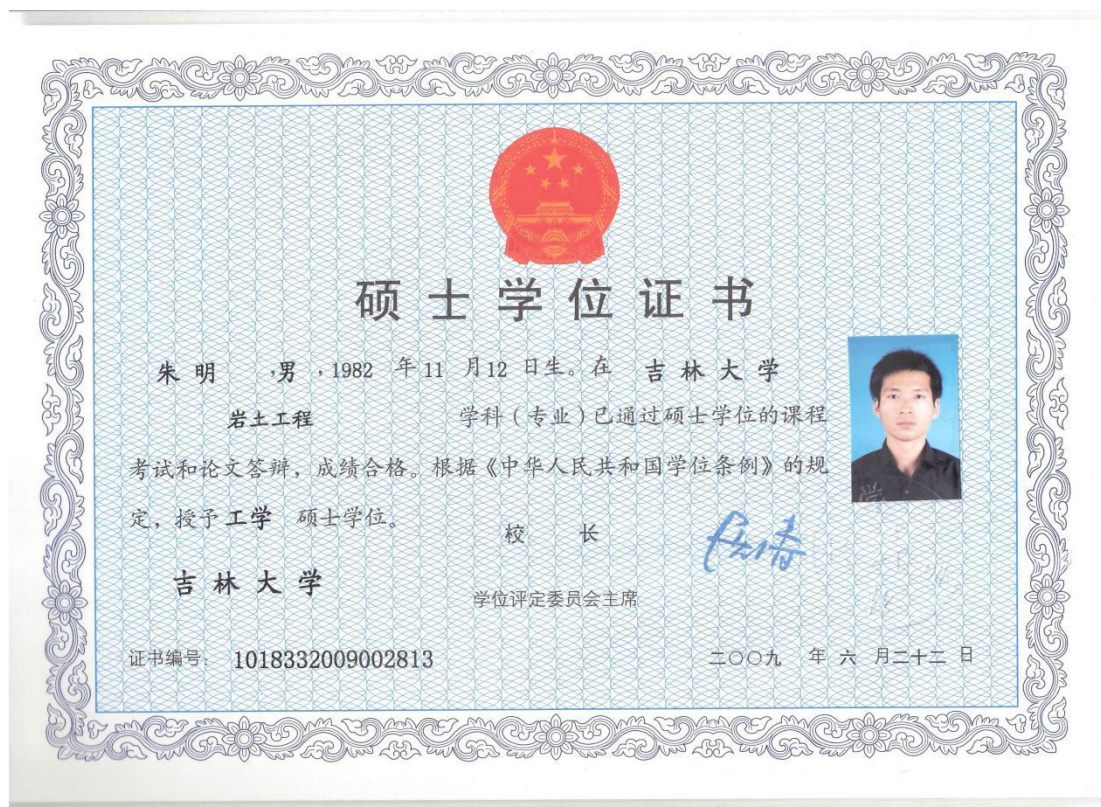 硕士学位证书
朱明 ,男 ,1982 年 11 月12 日生。在 吉林大学
岩土工程 学科(专业)已通过硕士学位的课程
考试和论文答辩,成绩合格。根据《中华人民共和国学位条例》的规
定,授予 工学 硕士学位。
校 长
吉林大学
学位评定委员会主席
证书编号: 1018332009002813
二〇〇九 年 六 月二十二 日